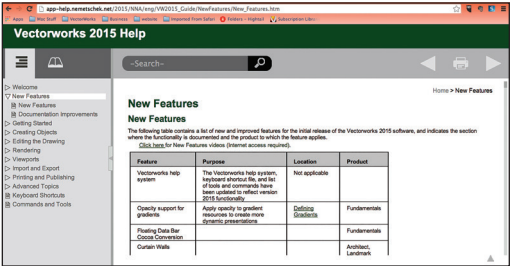 app-help.nemetschek.net/2015/NNA/eng/VW2015_Guide/NewFeatures/New_Features.htm
Apps Mac Stuff VectorWorks Business website Imported From Safari Folders - Hightail Subscription Libr
Vectorworks 2015 Help
-Search-
Welcome
New Features
New Features
Documentation Improvements
Getting Started
Creating Objects
Editing the Drawing
Rendering
Viewports
Import and Export
Printing and Publishing
Advanced Topics
Keyboard Shortcuts
Commands and Tools
Home > New Features
New Features
New Features
The following table contains a list of new and improved features for the initial release of the Vectorworks 2015 software, and indicates the section
where the functionality is documented and the product to which the feature applies.
Click here for New Features videos (Internet access required).
Feature Purpose Location Product
Vectorworks help system The Vectorworks help system, keyboard shortcut file, and list of tools and commands have been updated to reflect version 2015 functionality Not applicable
Opacity support for gradients Apply opacity to gradient resources to create more dynamic presentations Defining Gradients Fundamentals
Floating Data Bar Cocoa Conversion Fundamentals
Curtain Walls Architect, Landmark